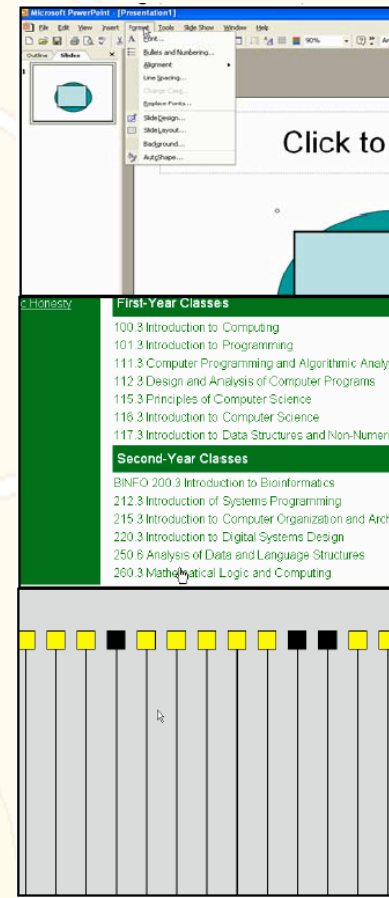 Microsoft PowerPoint - [Presentation1]
File Edit View Insert Format Tools Slide Show Window Help
90%
Outline Slides
1
Font...
Bullets and Numbering...
Alignment
Line Spacing...
Change Case...
Replace Fonts...
Slide Design...
Slide Layout...
Background...
AutoShape...
Click to
c Honesty
First-Year Classes
100.3 Introduction to Computing
101.3 Introduction to Programming
111.3 Computer Programming and Algorithmic Analy
112.3 Design and Analysis of Computer Programs
115.3 Principles of Computer Science
116.3 Introduction to Computer Science
117.3 Introduction to Data Structures and Non-Numeri
Second-Year Classes
BINFO 200.3 Introduction to Bioinformatics
212.3 Introduction of Systems Programming
215.3 Introduction to Computer Organization and Arch
220.3 Introduction to Digital Systems Design
250.6 Analysis of Data and Language Structures
260.3 Mathematical Logic and Computing